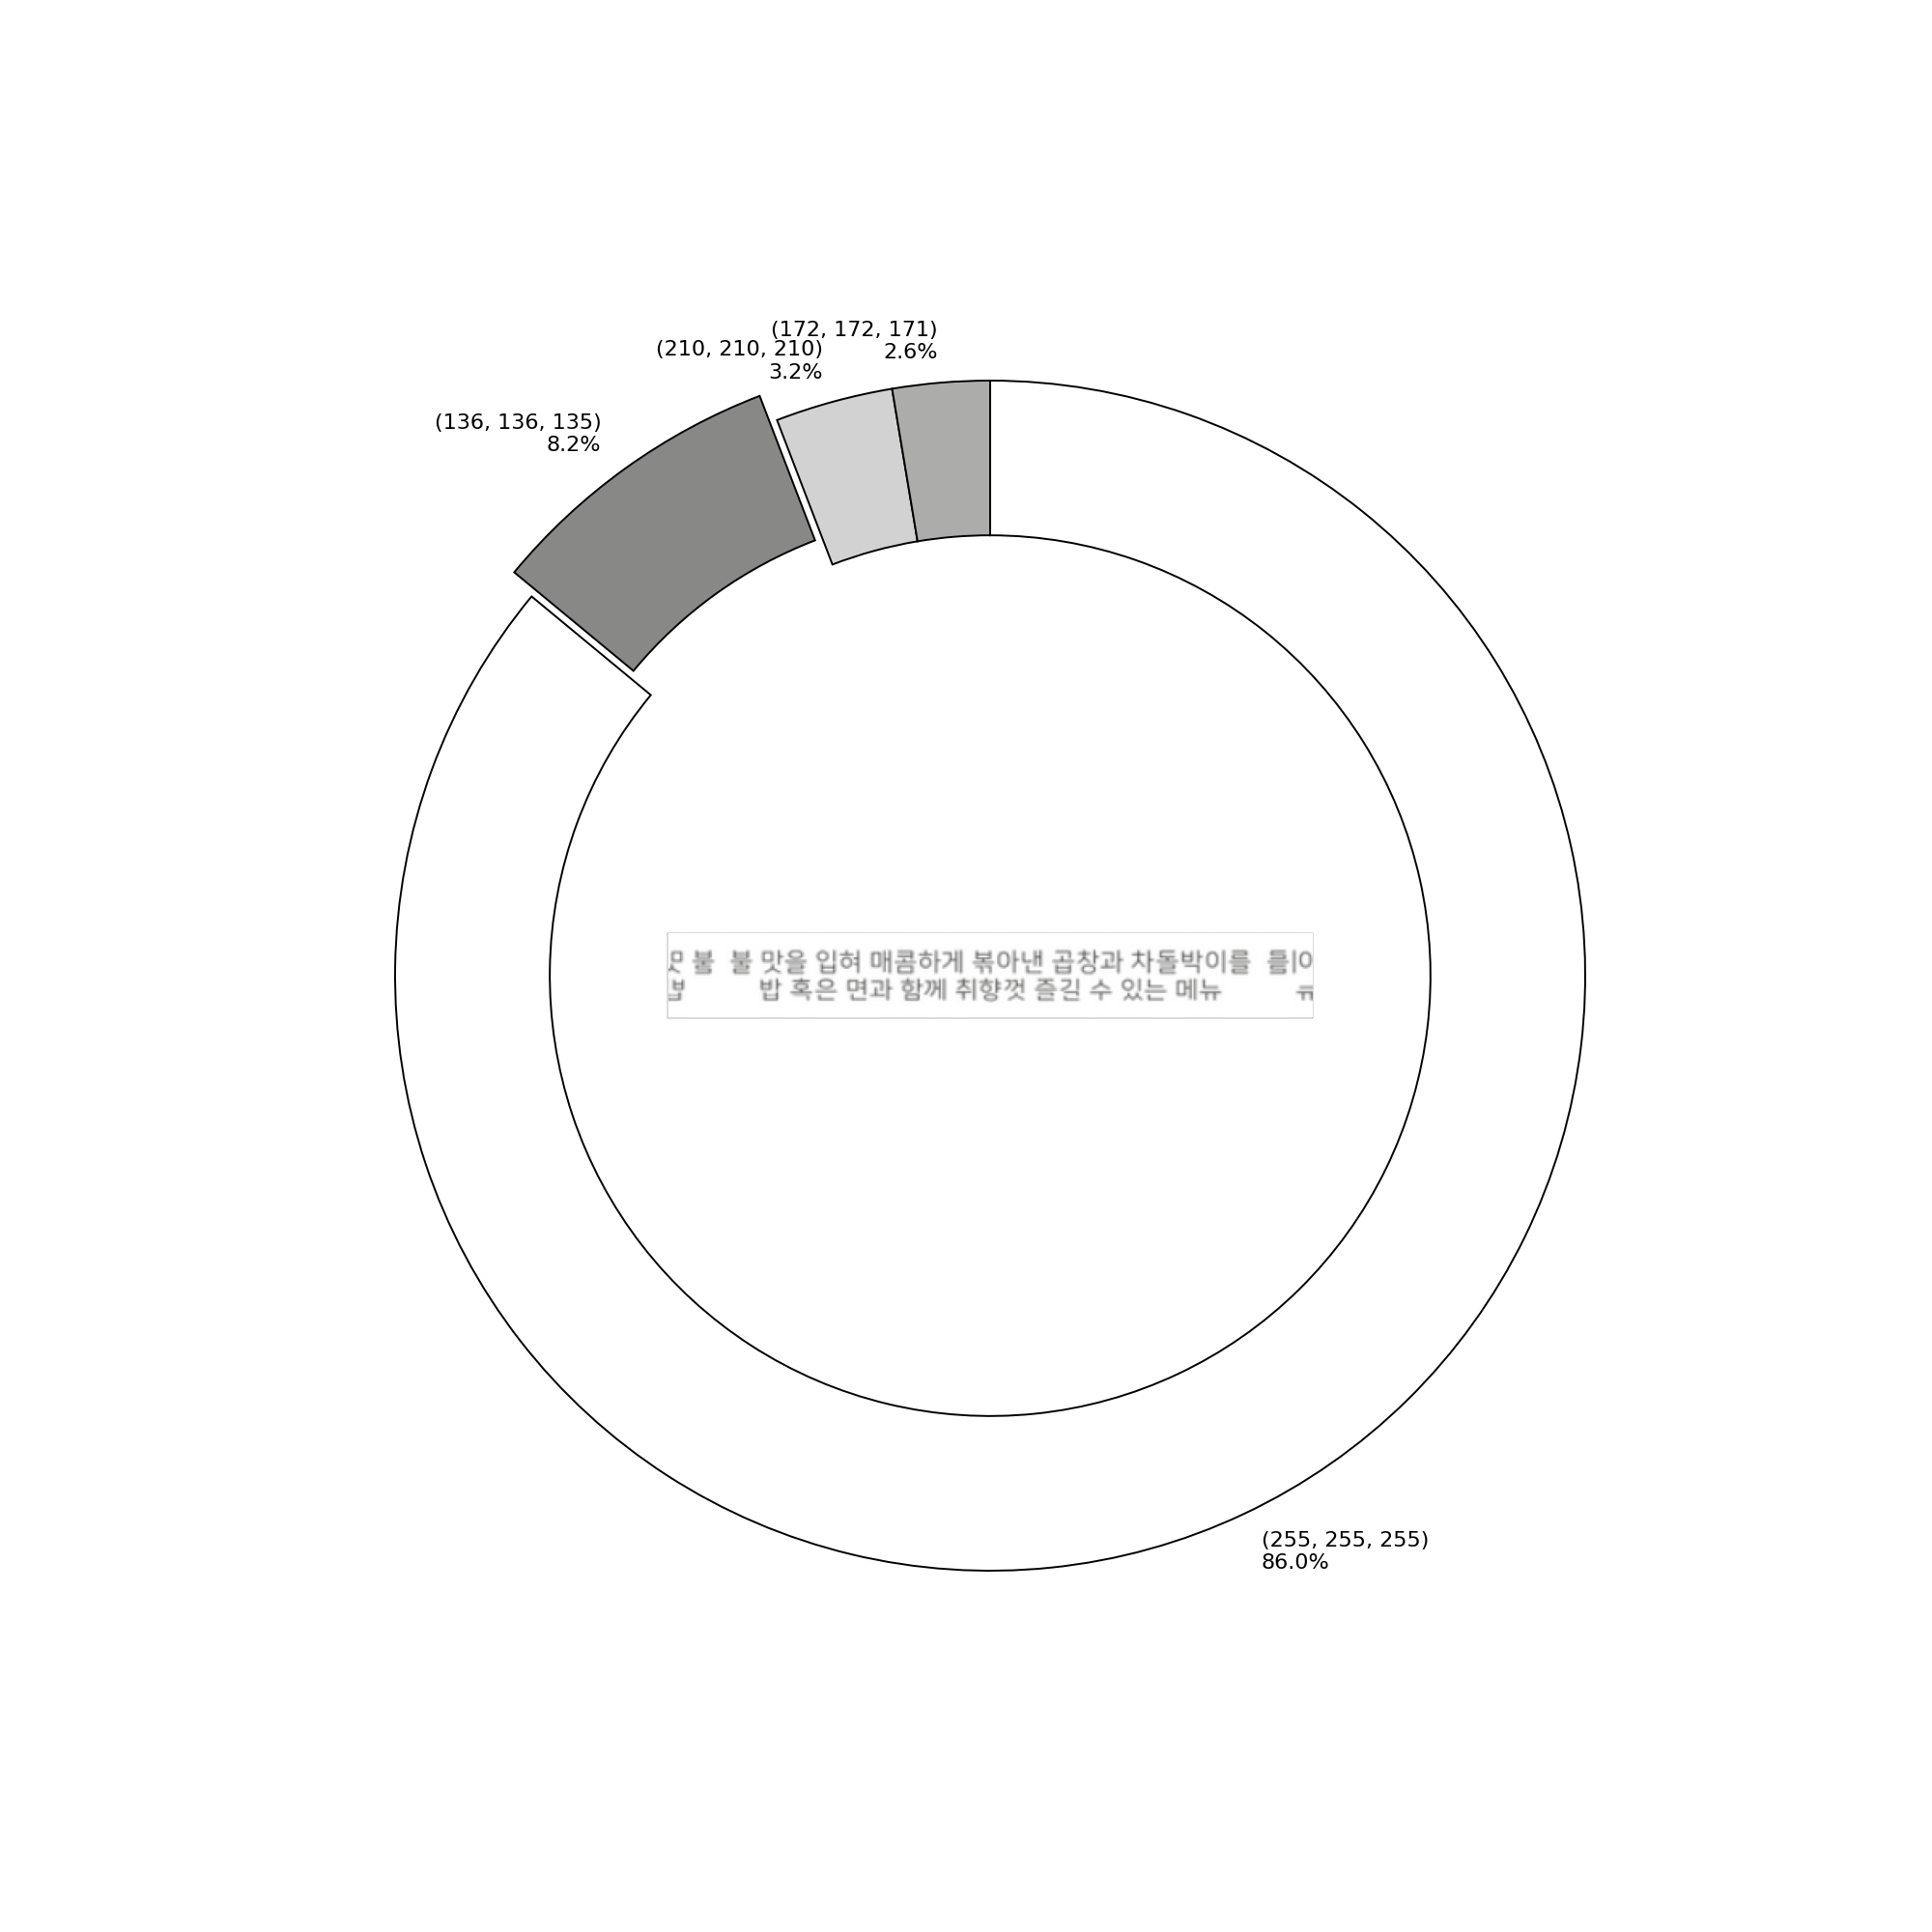 (172, 172, 171)
2.6%
(210, 210, 210)
3.2%
(136, 136, 135)
8.2%
불 맛을 입혀 매콤하게 볶아낸 곱창과 차돌박이를
밥 혹은 면과 함께 취향껏 즐긴 수 있는 메뉴
(255, 255, 255)
86.0%